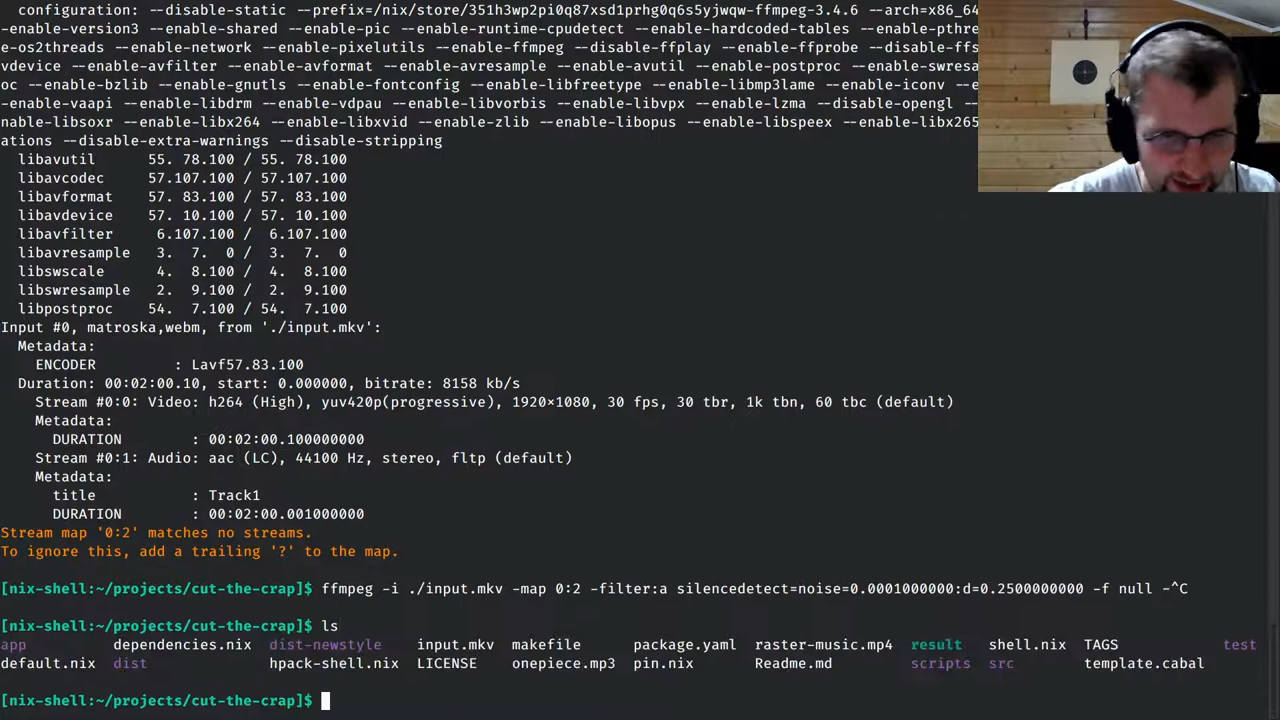 configuration: --disable-static --prefix=/nix/store/351h3wp2pi0q87xsd1prhg0q6s5yjwqw-ffmpeg-3.4.6 --arch=x86_64
-enable-version3 --enable-shared --enable-pic --enable-runtime-cpudetect --enable-hardcoded-tables --enable-pthre
e-os2threads --enable-network --enable-pixelutils --enable-ffmpeg --disable-ffplay --enable-ffprobe --disable-ffs
vdevice --enable-avfilter --enable-avformat --enable-avresample --enable-avutil --enable-postproc --enable-swresa
oc --enable-bzlib --enable-gnutls --enable-fontconfig --enable-libfreetype --enable-libmp3lame --enable-iconv --
-enable-vaapi --enable-libdrm --enable-vdpau --enable-libvorbis --enable-libvpx --enable-lzma --disable-opengl --
nable-libsoxr --enable-libx264 --enable-libxvid --enable-zlib --enable-libopus --enable-libspeex --enable-libx265
ations --disable-extra-warnings --disable-stripping
libavutil 55. 78.100 / 55. 78.100
libavcodec 57.107.100 / 57.107.100
libavformat 57. 83.100 / 57. 83.100
libavdevice 57. 10.100 / 57. 10.100
libavfilter 6.107.100 / 6.107.100
libavresample 3. 7. 0 / 3. 7. 0
libswscale 4. 8.100 / 4. 8.100
libswresample 2. 9.100 / 2. 9.100
libpostproc 54. 7.100 / 54. 7.100
Input #0, matroska,webm, from './input.mkv':
Metadata:
ENCODER : Lavf57.83.100
Duration: 00:02:00.10, start: 0.000000, bitrate: 8158 kb/s
Stream #0:0: Video: h264 (High), yuv420p(progressive), 1920×1080, 30 fps, 30 tbr, 1k tbn, 60 tbc (default)
Metadata:
DURATION : 00:02:00.100000000
Stream #0:1: Audio: aac (LC), 44100 Hz, stereo, fltp (default)
Metadata:
title : Track1
DURATION : 00:02:00.001000000
Stream map '0:2' matches no streams.
To ignore this, add a trailing '?' to the map.
[nix-shell:~/projects/cut-the-crap]$ ffmpeg -i ./input.mkv -map 0:2 -filter:a silencedetect=noise=0.0001000000:d=0.2500000000 -f null -^C
[nix-shell:~/projects/cut-the-crap]$ ls
app dependencies.nix dist-newstyle input.mkv makefile package.yaml raster-music.mp4 result shell.nix TAGS test
default.nix dist hpack-shell.nix LICENSE onepiece.mp3 pin.nix Readme.md scripts src template.cabal
[nix-shell:~/projects/cut-the-crap]$